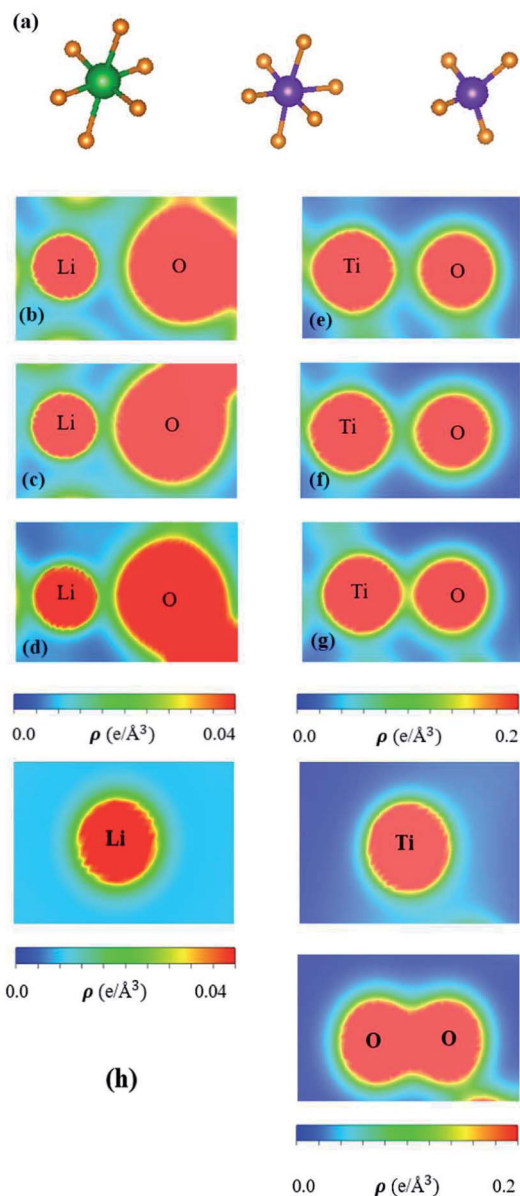 (a)
Li O
(b)
Ti O
(e)
Li O
(c)
Ti O
(f)
Li O
(d)
Ti O
(g)
0.0 0.04
ρ (e/Å³)
0.0 0.2
ρ (e/Å³)
Li
Ti
0.0 0.04
ρ (e/Å³)
O O
(h)
0.0 0.2
ρ (e/Å³)